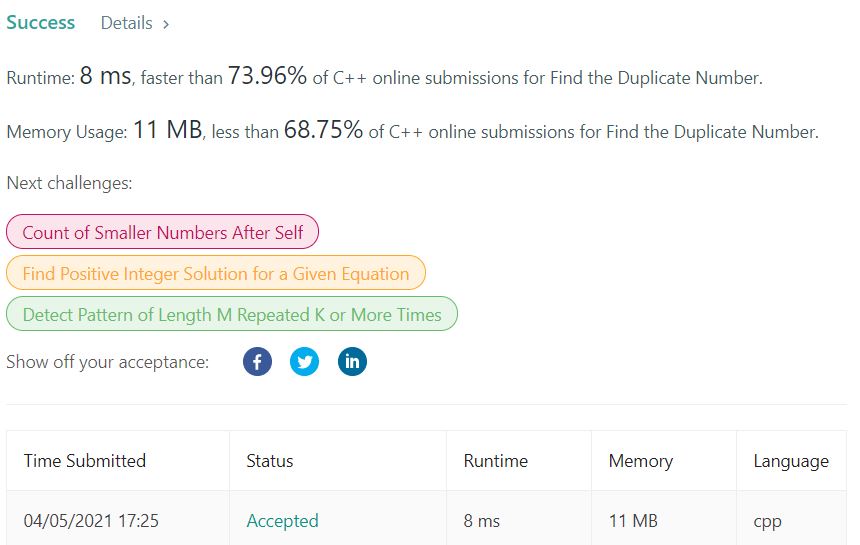 Success Details >
Runtime: 8 ms, faster than 73.96% of C++ online submissions for Find the Duplicate Number.
Memory Usage: 11 MB, less than 68.75% of C++ online submissions for Find the Duplicate Number.
Next challenges:
Count of Smaller Numbers After Self
Find Positive Integer Solution for a Given Equation
Detect Pattern of Length M Repeated K or More Times
Show off your acceptance: f in
Time Submitted Status Runtime Memory Language
04/05/2021 17:25 Accepted 8 ms 11 MB cpp